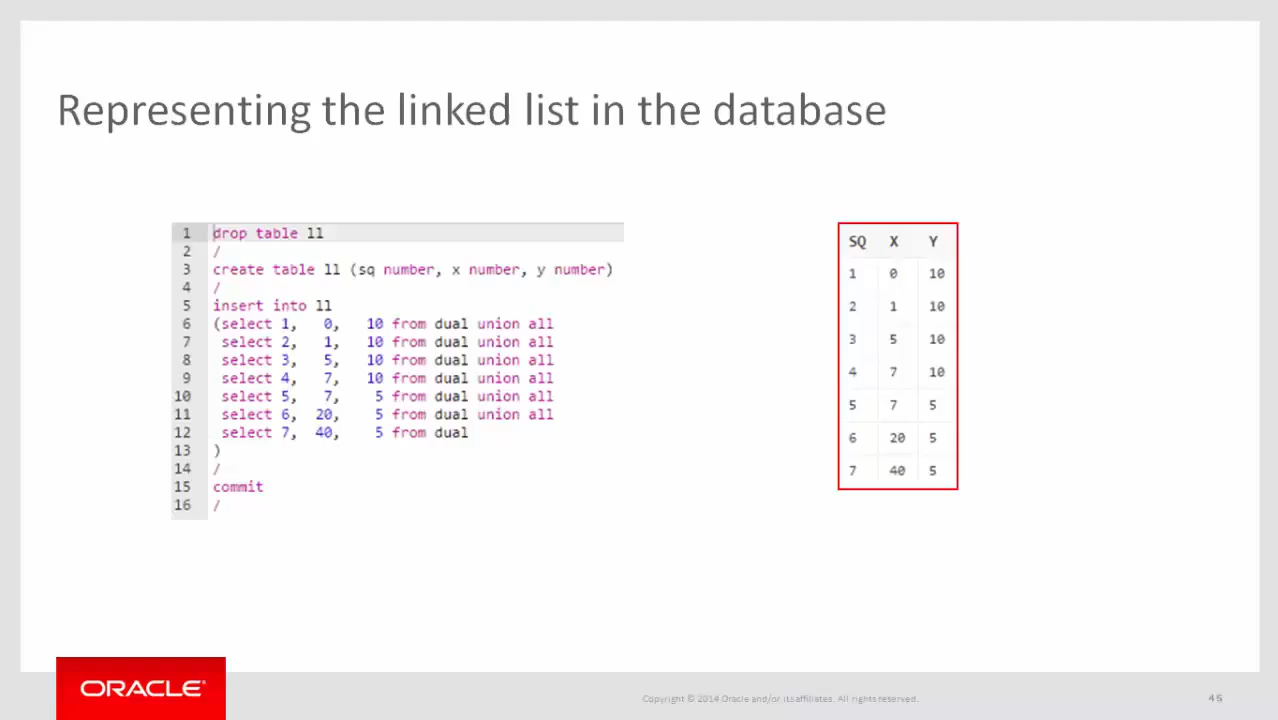 Representing the linked list in the database
1 drop table ll
2 /
3 create table ll (sq number, x number, y number)
4 /
5 insert into ll
6 (select 1, 0, 10 from dual union all
7 select 2, 1, 10 from dual union all
8 select 3, 5, 10 from dual union all
9 select 4, 7, 10 from dual union all
10 select 5, 7, 5 from dual union all
11 select 6, 20, 5 from dual union all
12 select 7, 40, 5 from dual
13 )
14 /
15 commit
16 /
SQ X Y
1 0 10
2 1 10
3 5 10
4 7 10
5 7 5
6 20 5
7 40 5
ORACLE®
Copyright © 2014 Oracle and/or its affiliates. All rights reserved.